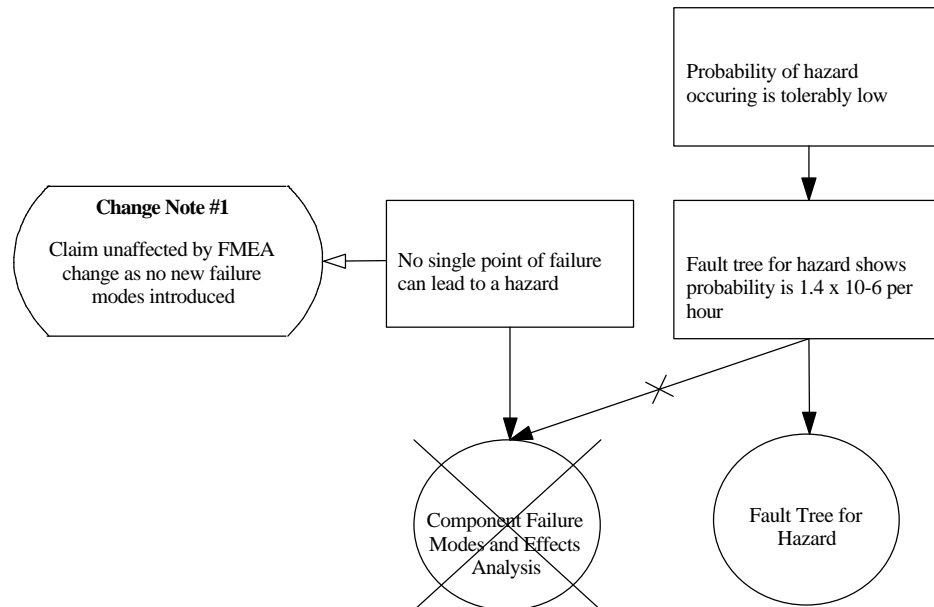 Probability of hazard
occuring is tolerably low
Change Note #1
Claim unaffected by FMEA
change as no new failure
modes introduced
No single point of failure
can lead to a hazard
Fault tree for hazard shows
probability is 1.4 x 10-6 per
hour
Component Failure
Modes and Effects
Analysis
Fault Tree for
Hazard